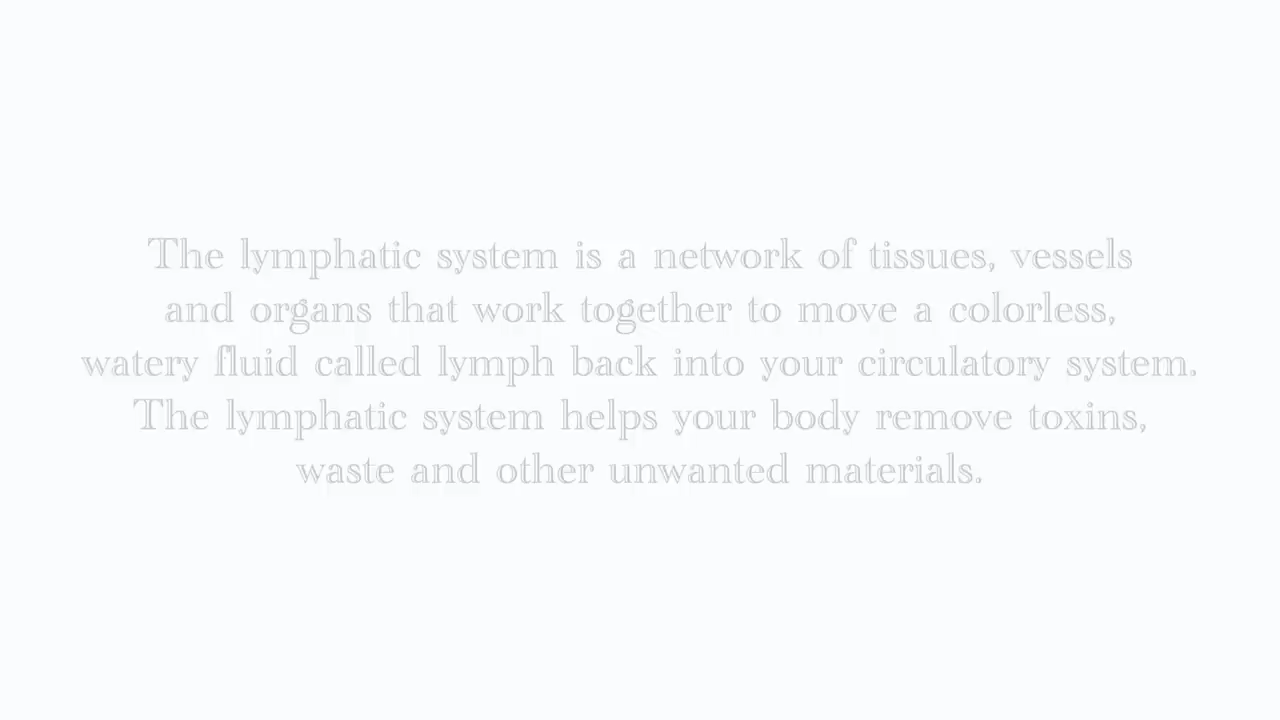 The lymphatic system is a network of tissues, vessels
and organs that work together to move a colorless,
watery fluid called lymph back into your circulatory system.
The lymphatic system helps your body remove toxins,
waste and other unwanted materials.